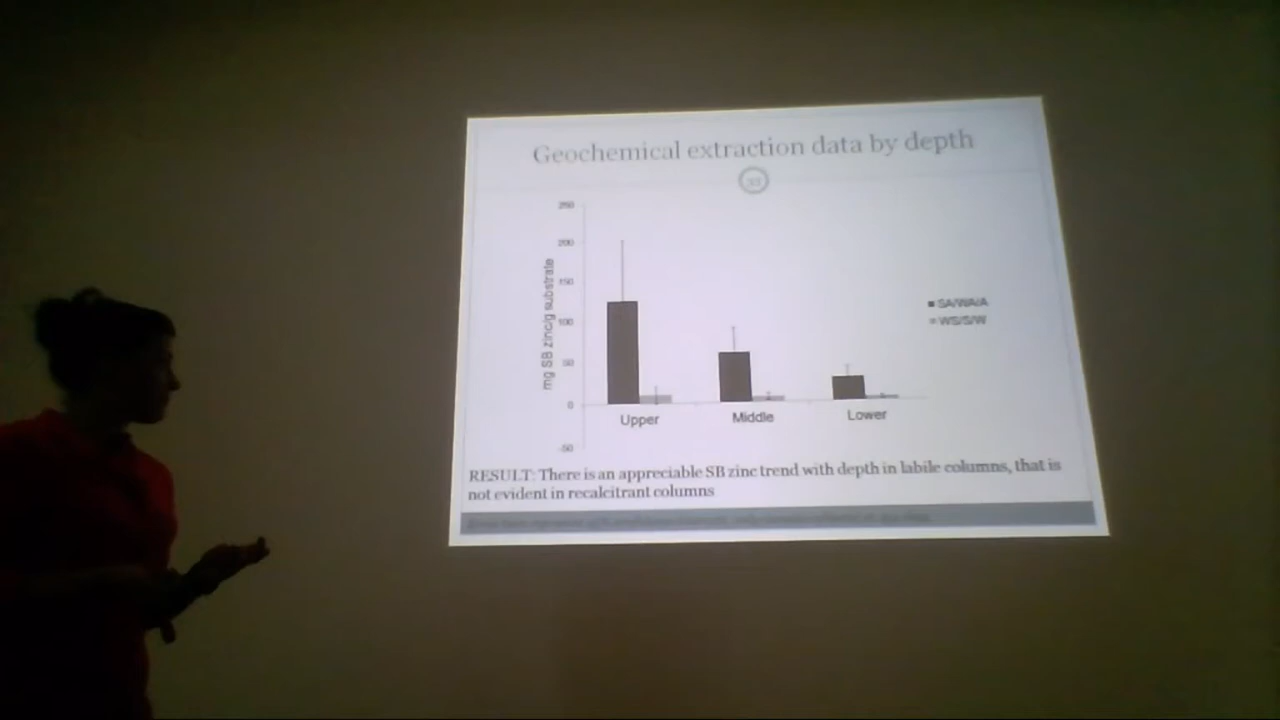 Geochemical extraction data by depth
33
250
200
150
100
50
0
-50
mg SB zinc/g substrate
Upper
Middle
Lower
SA/WA/A
WS/S/W
RESULT: There is an appreciable SB zinc trend with depth in labile columns, that is
not evident in recalcitrant columns